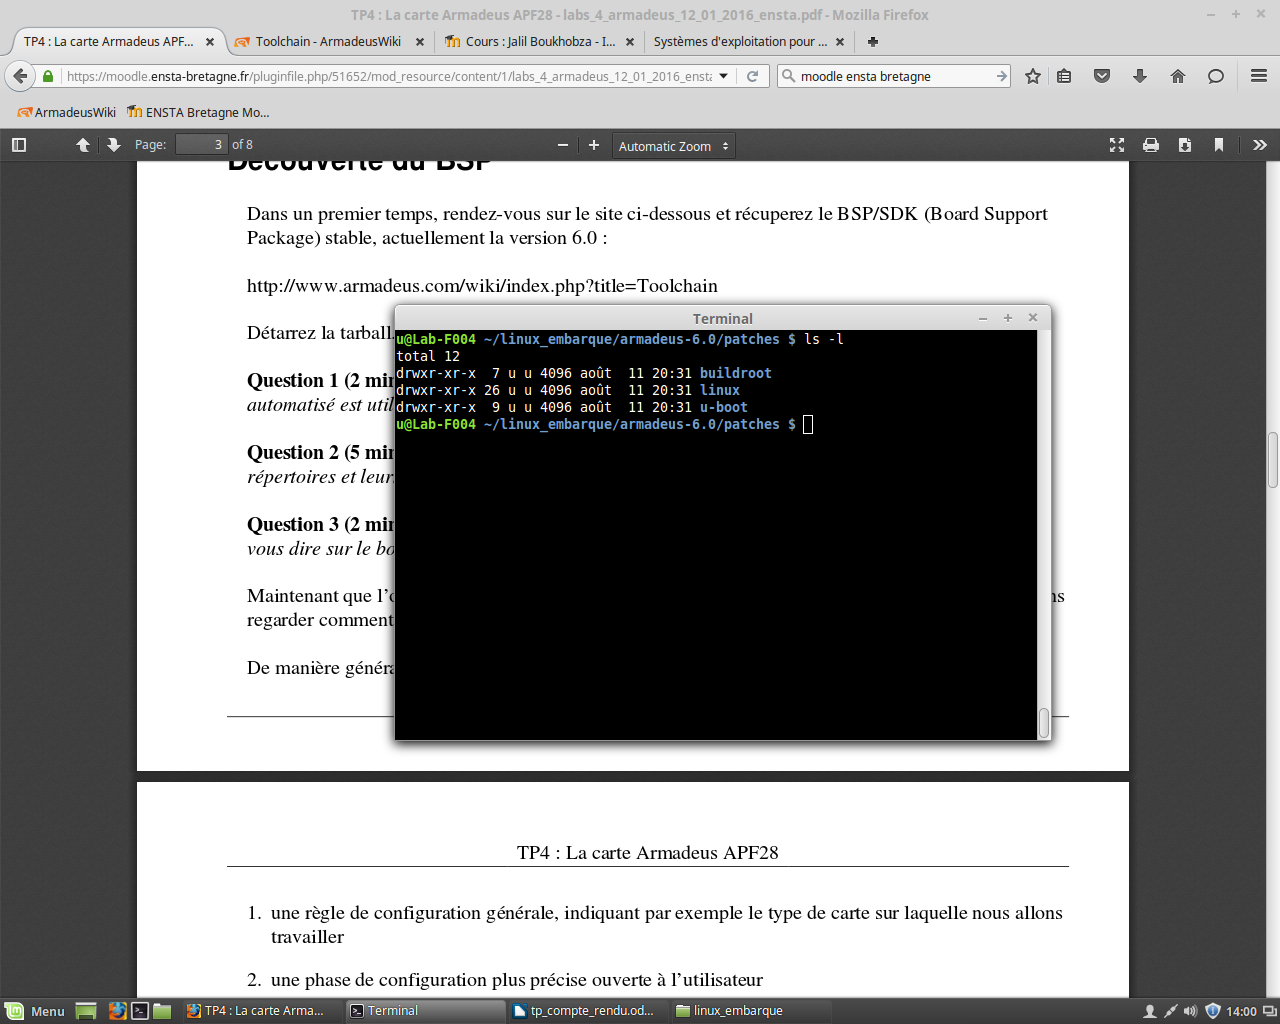 TP4 : La carte Armadeus APF28 - labs_4_armadeus_12_01_2016_ensta.pdf - Mozilla Firefox
TP4 : La carte Armadeus APF...
Toolchain - ArmadeusWiki
Cours : Jalil Boukhobza - I...
Systèmes d'exploitation pour ...
https://moodle.ensta-bretagne.fr/pluginfile.php/51652/mod_resource/content/1/labs_4_armadeus_12_01_2016_ensta
moodle ensta bretagne
ArmadeusWiki
ENSTA Bretagne Mo...
Page: 3 of 8
Automatic Zoom
Découverte du BSP
Dans un premier temps, rendez-vous sur le site ci-dessous et récuperez le BSP/SDK (Board Support
Package) stable, actuellement la version 6.0 :
http://www.armadeus.com/wiki/index.php?title=Toolchain
Détarrez la tarball
Question 1 (2 min
automatisé est util
Question 2 (5 min
répertoires et leur
Question 3 (2 min
vous dire sur le bo
Maintenant que l'o
ns
regarder comment
De manière généra
Terminal
u@Lab-F004 ~/linux_embarque/armadeus-6.0/patches $ ls -l
total 12
drwxr-xr-x  7 u u 4096 août  11 20:31 buildroot
drwxr-xr-x 26 u u 4096 août  11 20:31 linux
drwxr-xr-x  9 u u 4096 août  11 20:31 u-boot
u@Lab-F004 ~/linux_embarque/armadeus-6.0/patches $
TP4 : La carte Armadeus APF28
1. une règle de configuration générale, indiquant par exemple le type de carte sur laquelle nous allons
travailler
2. une phase de configuration plus précise ouverte à l'utilisateur
Menu
TP4 : La carte Arma...
Terminal
tp_compte_rendu.od...
linux_embarque
14:00